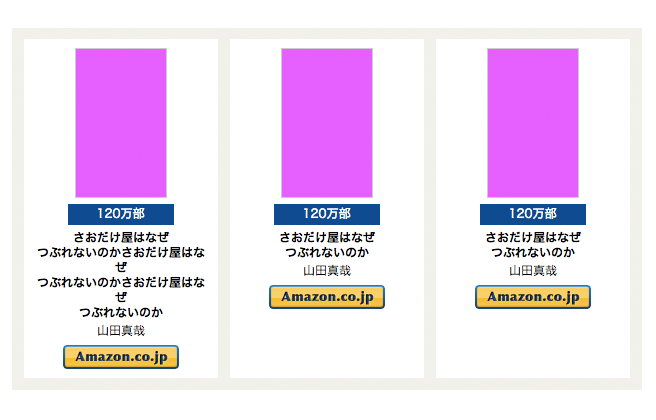 120万部
さおだけ屋はなぜ
つぶれないのかさおだけ屋はな
ぜ
つぶれないのかさおだけ屋はな
ぜ
つぶれないのか
山田真哉
Amazon.co.jp
120万部
さおだけ屋はなぜ
つぶれないのか
山田真哉
Amazon.co.jp
120万部
さおだけ屋はなぜ
つぶれないのか
山田真哉
Amazon.co.jp